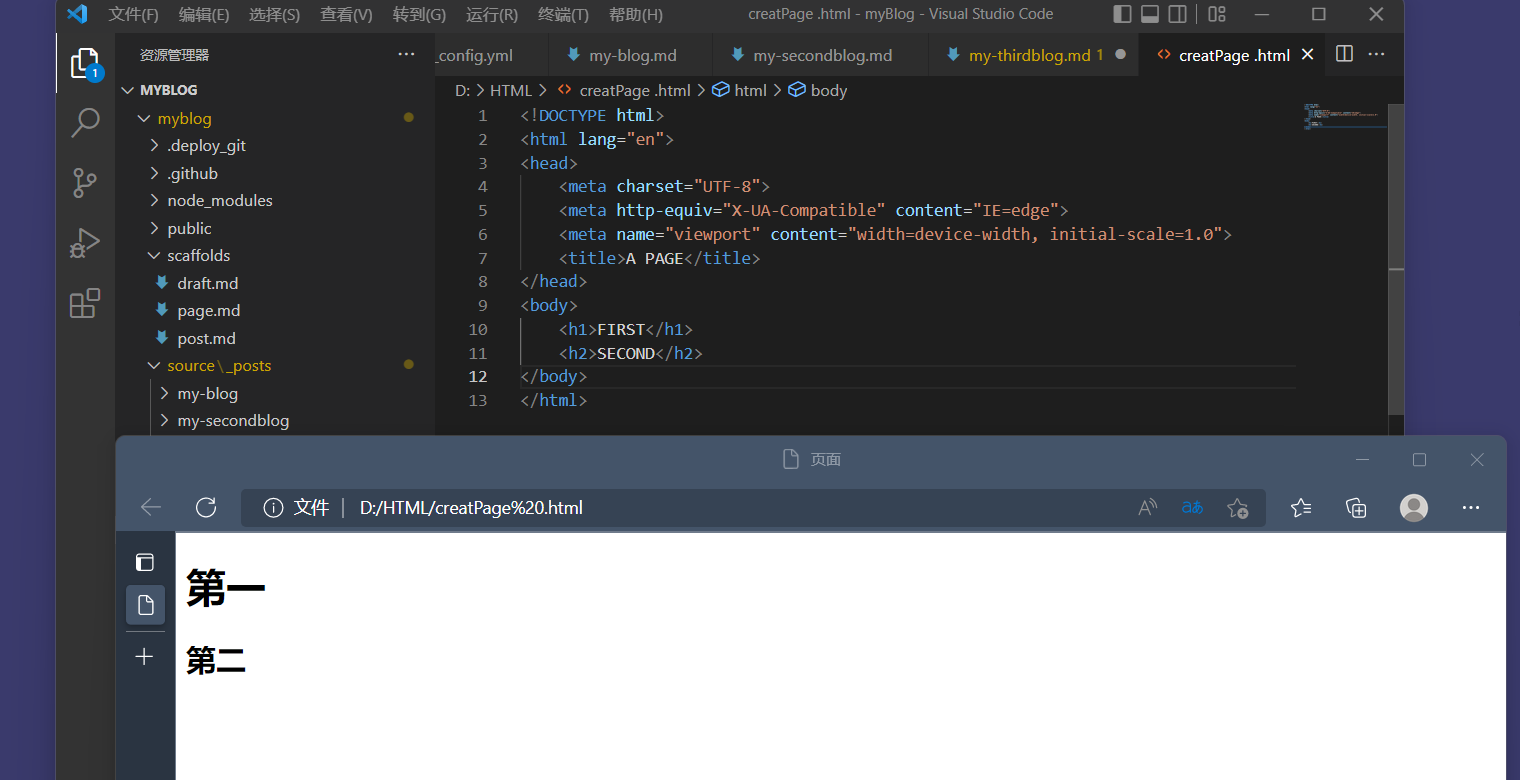 文件(F) 编辑(E) 选择(S) 查看(V) 转到(G) 运行(R) 终端(T) 帮助(H) creatPage .html - myBlog - Visual Studio Code
资源管理器 ··· _config.yml my-blog.md my-secondblog.md my-thirdblog.md 1 creatPage .html ···
1
MYBLOG
myblog
.deploy_git
.github
node_modules
public
scaffolds
draft.md
page.md
post.md
source\_posts
my-blog
my-secondblog
D: > HTML > creatPage .html > html > body
1 <!DOCTYPE html>
2 <html lang="en">
3 <head>
4 <meta charset="UTF-8">
5 <meta http-equiv="X-UA-Compatible" content="IE=edge">
6 <meta name="viewport" content="width=device-width, initial-scale=1.0">
7 <title>A PAGE</title>
8 </head>
9 <body>
10 <h1>FIRST</h1>
11 <h2>SECOND</h2>
12 </body>
13 </html>
页面
文件 D:/HTML/creatPage%20.html A aあ ···
第一
第二